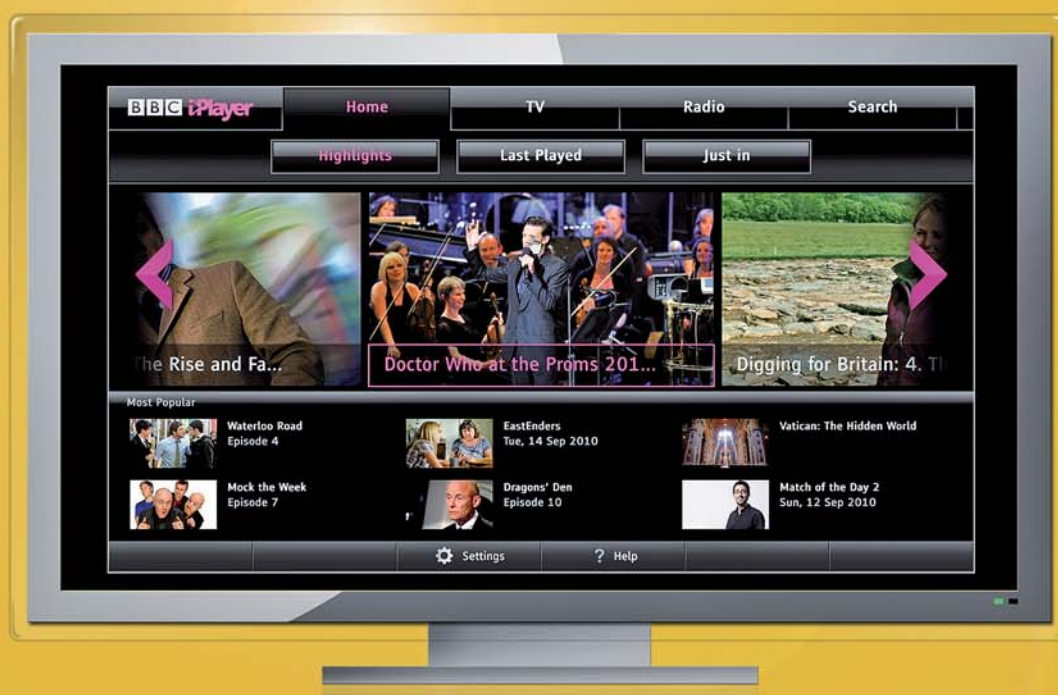 BBC iPlayer
Home
TV
Radio
Search
Highlights
Last Played
Just in
The Rise and Fa...
Doctor Who at the Proms 201...
Digging for Britain: 4.
Most Popular
Waterloo Road
Episode 4
EastEnders
Tue, 14 Sep 2010
Vatican: The Hidden World
Mock the Week
Episode 7
Dragons' Den
Episode 10
Match of the Day 2
Sun, 12 Sep 2010
Settings
? Help